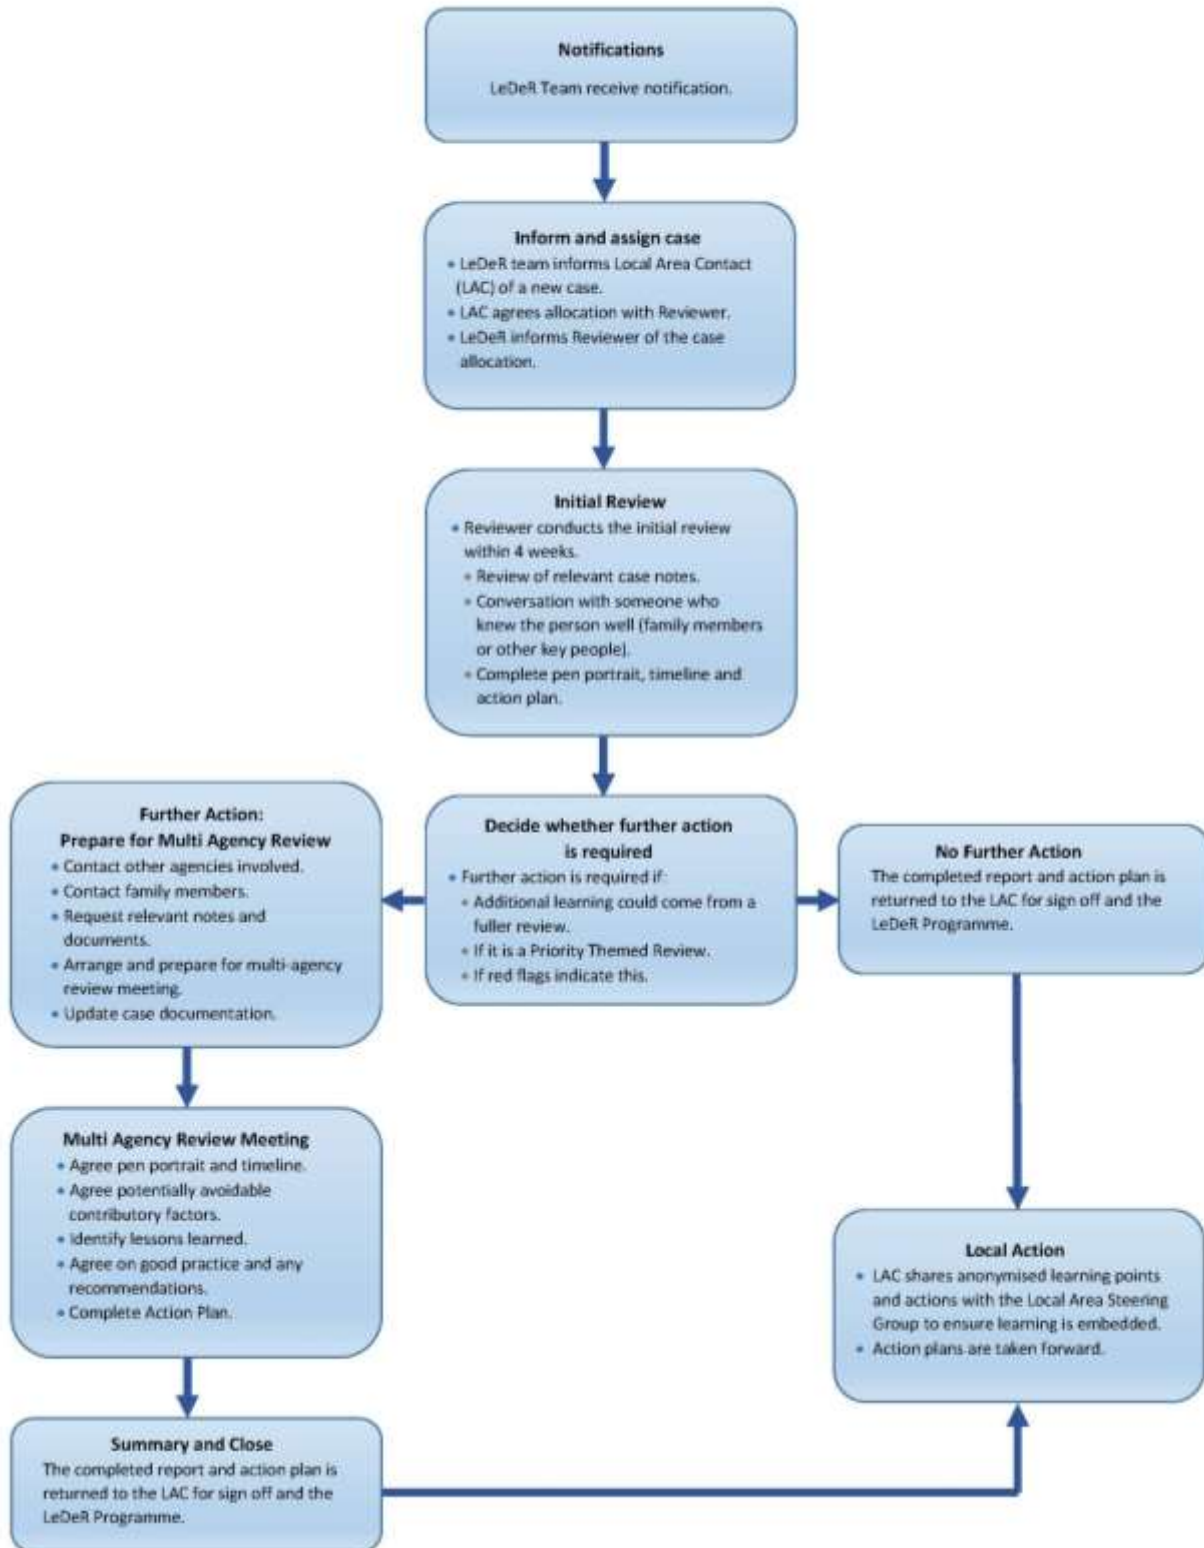 Notifications
LeDeR Team receive notification.
Inform and assign case
• LeDeR team informs Local Area Contact
(LAC) of a new case.
• LAC agrees allocation with Reviewer.
• LeDeR informs Reviewer of the case
allocation.
Initial Review
• Reviewer conducts the initial review
within 4 weeks.
• Review of relevant case notes.
• Conversation with someone who
knew the person well (family members
or other key people).
• Complete pen portrait, timeline and
action plan.
Decide whether further action
is required
• Further action is required if:
• Additional learning could come from a
fuller review.
• If it is a Priority Themed Review.
• If red flags indicate this.
Further Action:
Prepare for Multi Agency Review
• Contact other agencies involved.
• Contact family members.
• Request relevant notes and
documents.
• Arrange and prepare for multi-agency
review meeting.
• Update case documentation.
No Further Action
The completed report and action plan is
returned to the LAC for sign off and the
LeDeR Programme.
Multi Agency Review Meeting
• Agree pen portrait and timeline.
• Agree potentially avoidable
contributory factors.
• Identify lessons learned.
• Agree on good practice and any
recommendations.
• Complete Action Plan.
Summary and Close
The completed report and action plan is
returned to the LAC for sign off and the
LeDeR Programme.
Local Action
• LAC shares anonymised learning points
and actions with the Local Area Steering
Group to ensure learning is embedded.
• Action plans are taken forward.